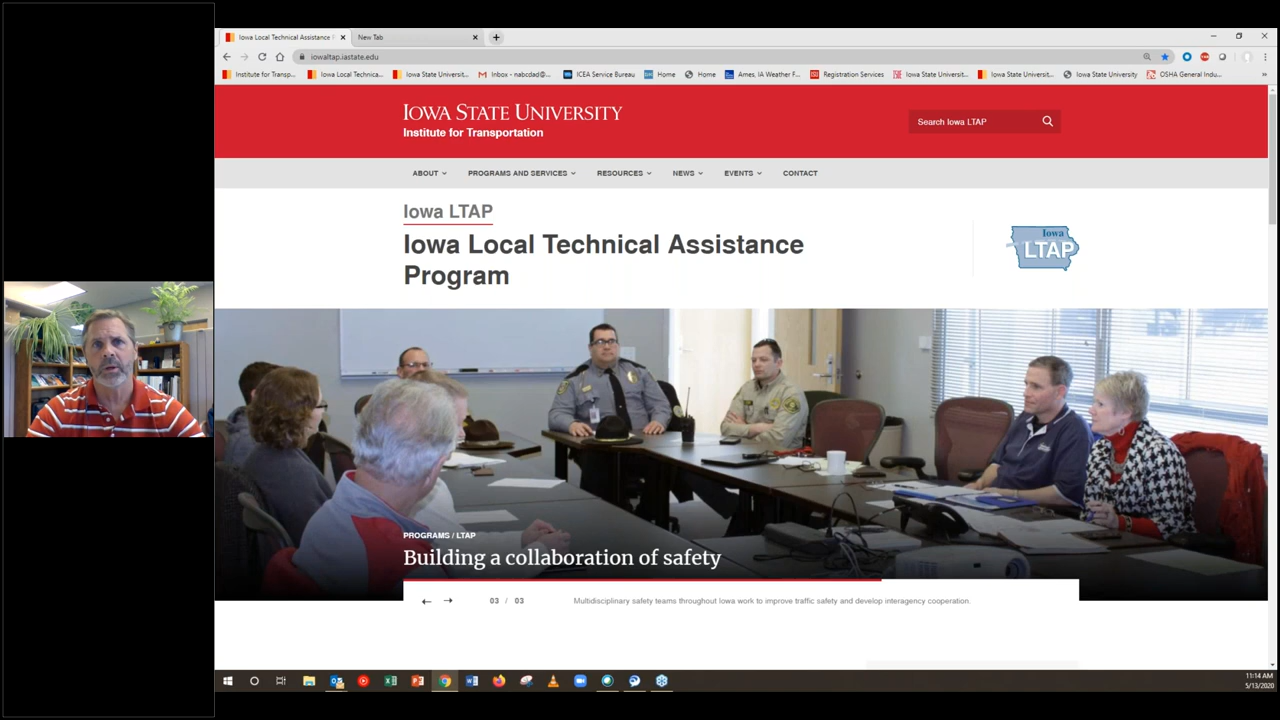 Iowa Local Technical Assistance P
New Tab
iowaltap.iastate.edu
Institute for Transp...
Iowa Local Technica...
Iowa State Universit...
Inbox - nabcdad@...
ICEA Service Bureau
Home
Home
Ames, IA Weather F...
Registration Services
Iowa State Universit...
Iowa State Universit...
Iowa State University
OSHA General Indu...
IOWA STATE UNIVERSITY
Institute for Transportation
Search Iowa LTAP
ABOUT
PROGRAMS AND SERVICES
RESOURCES
NEWS
EVENTS
CONTACT
Iowa LTAP
Iowa Local Technical Assistance
Program
Iowa
LTAP
PROGRAMS / LTAP
Building a collaboration of safety
03 / 03
Multidisciplinary safety teams throughout Iowa work to improve traffic safety and develop interagency cooperation.
11:14 AM
5/13/2020